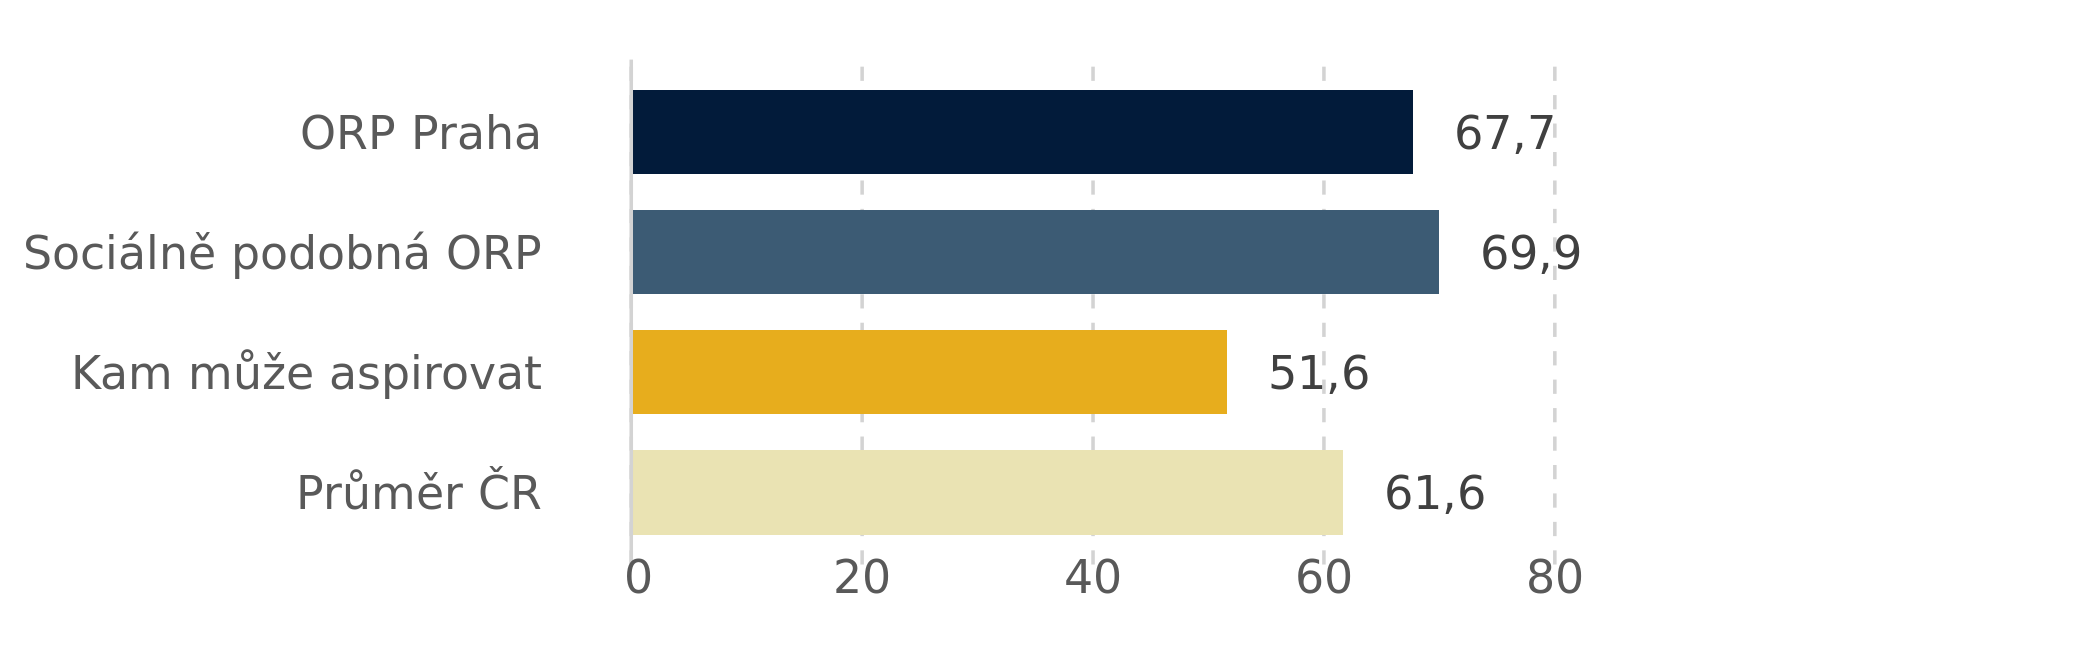 ORP Praha 67,7
Sociálně podobná ORP 69,9
Kam může aspirovat 51,6
Průměr ČR 61,6
0 20 40 60 80